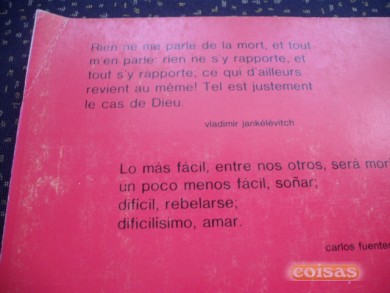 Rien ne me parle de la mort, et tout
m'en parle: rien ne s'y rapporte, et
tout s'y rapporte, ce qui d'ailleurs
revient au même! Tel est justement
le cas de Dieu.
vladimir jankélévitch
Lo más fácil, entre nos otros, será mor
un poco menos fácil, soñar;
difícil, rebelarse;
dificilísimo, amar.
carlos fuentes
coisas